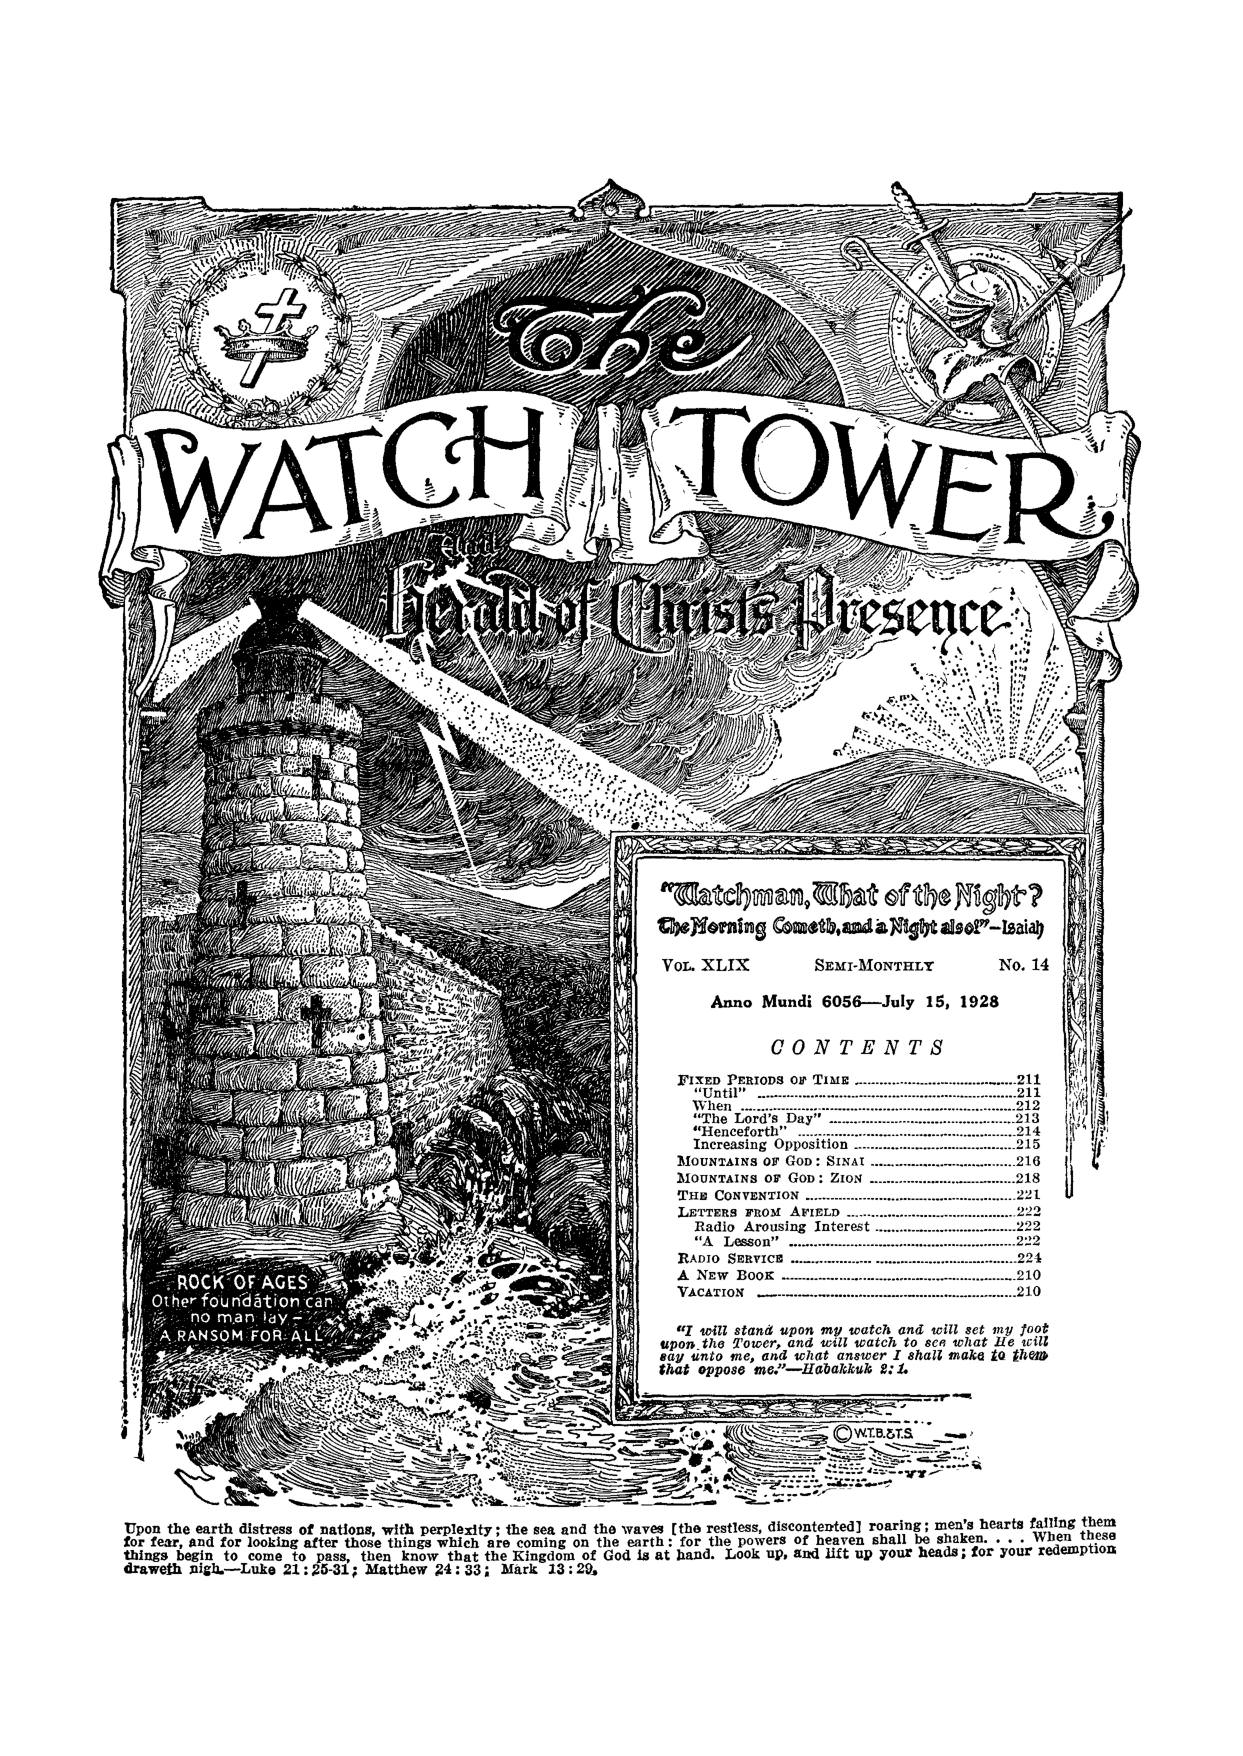 The
WATCH TOWER
And
Herald of Christ's Presence
"Watchman, What of the Night?
The Morning Cometh, and a Night also!"—Isaiah
VOL. XLIX SEMI-MONTHLY No. 14
Anno Mundi 6056—July 15, 1928
CONTENTS
FIXED PERIODS OF TIME 211
"Until" 211
When 212
"The Lord's Day" 213
"Henceforth" 214
Increasing Opposition 215
MOUNTAINS OF GOD: SINAI 216
MOUNTAINS OF GOD: ZION 218
THE CONVENTION 221
LETTERS FROM AFIELD 222
Radio Arousing Interest 222
"A Lesson" 222
RADIO SERVICE 224
A NEW BOOK 210
VACATION 210
"I will stand upon my watch and will set my foot
upon the Tower, and will watch to see what He will
say unto me, and what answer I shall make to them
that oppose me."—Habakkuk 2:1.
ROCK OF AGES
Other foundation can
no man lay—
A RANSOM FOR ALL
©W.T.B.&T.S.
Upon the earth distress of nations, with perplexity; the sea and the waves [the restless, discontented] roaring; men's hearts failing them
for fear, and for looking after those things which are coming on the earth: for the powers of heaven shall be shaken. . . . When these
things begin to come to pass, then know that the Kingdom of God is at hand. Look up, and lift up your heads; for your redemption
draweth nigh.—Luke 21:25-31; Matthew 24:33; Mark 13:29.